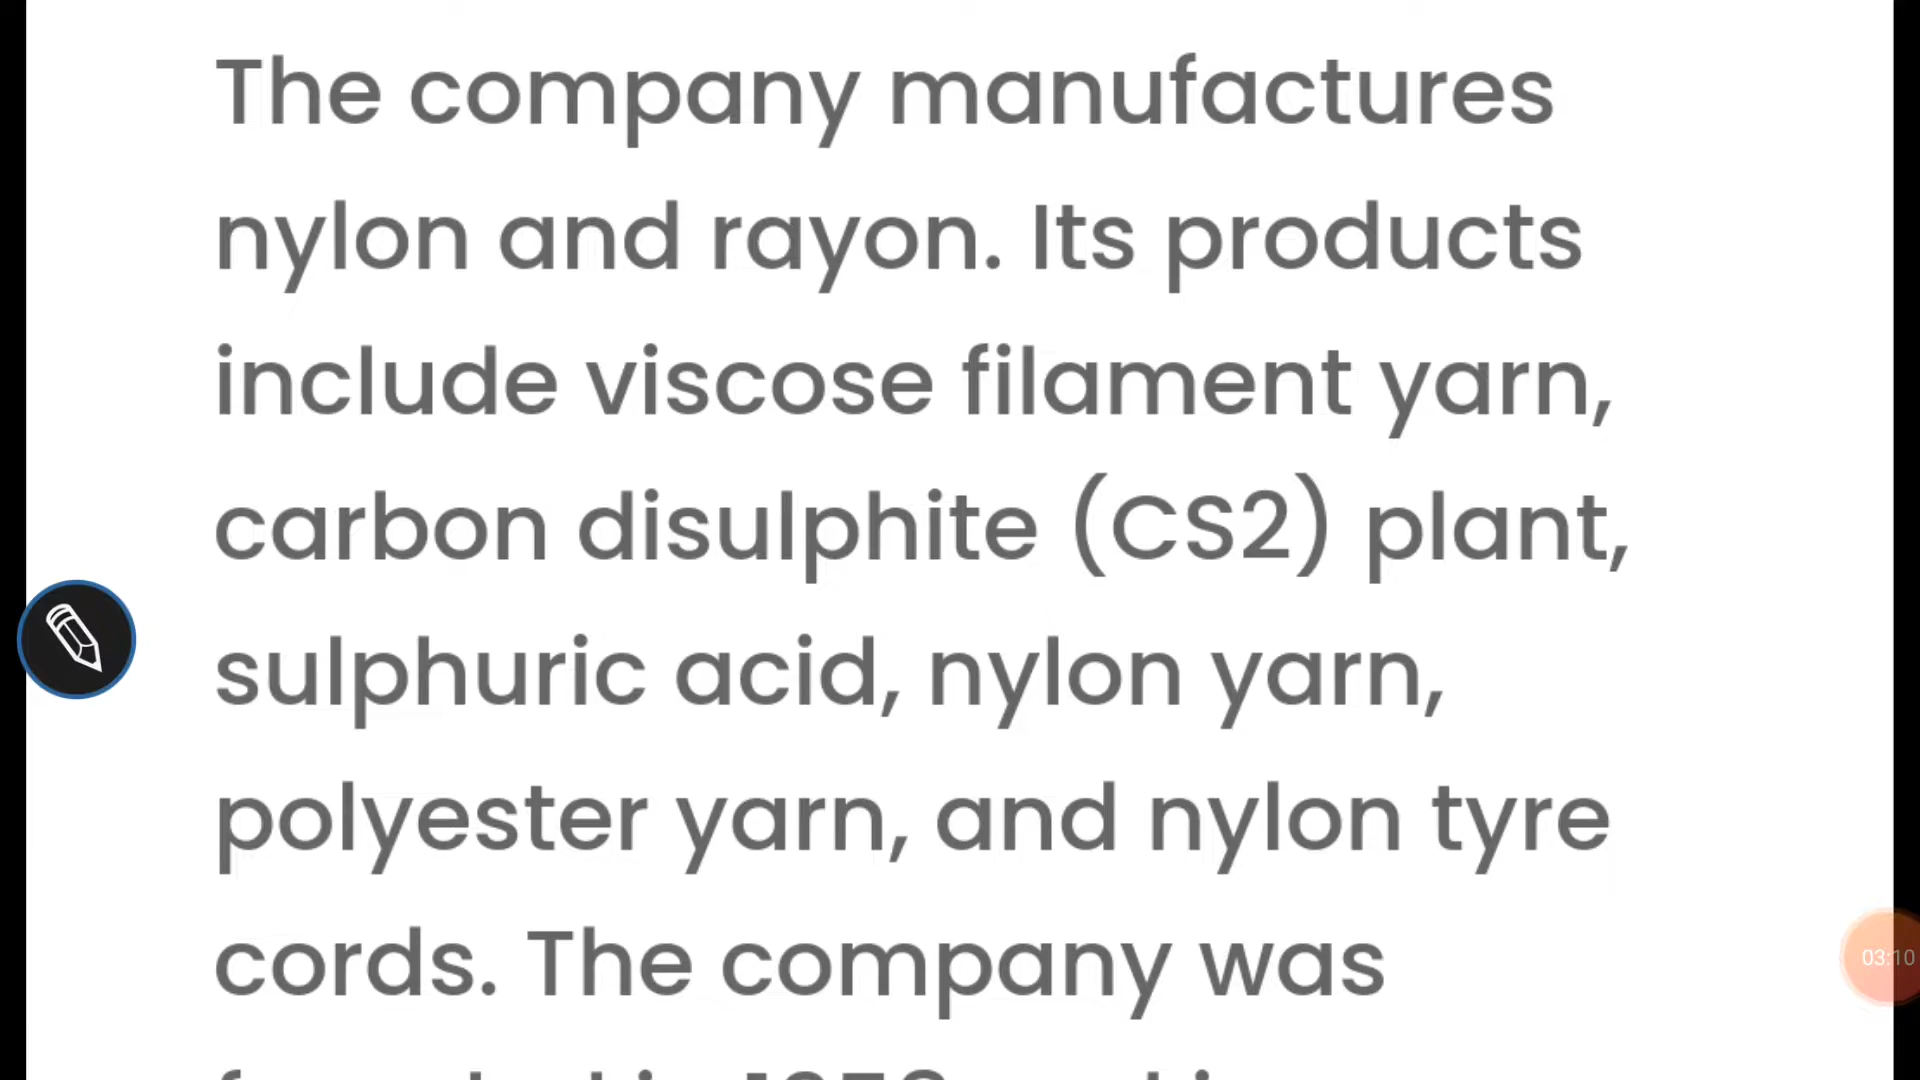 The company manufactures
nylon and rayon. Its products
include viscose filament yarn,
carbon disulphite (CS2) plant,
sulphuric acid, nylon yarn,
polyester yarn, and nylon tyre
cords. The company was
03:10